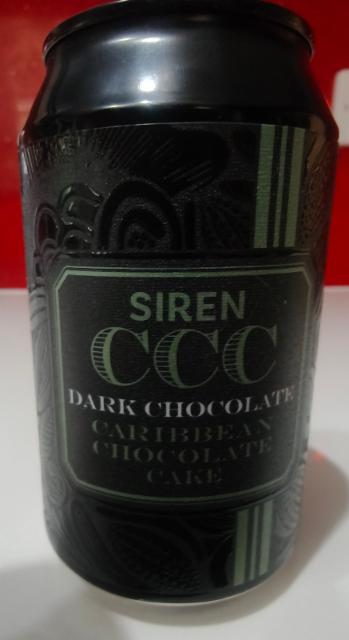 SIREN
CCC
DARK CHOCOLATE
CARIBBEAN
CHOCOLATE
CAKE